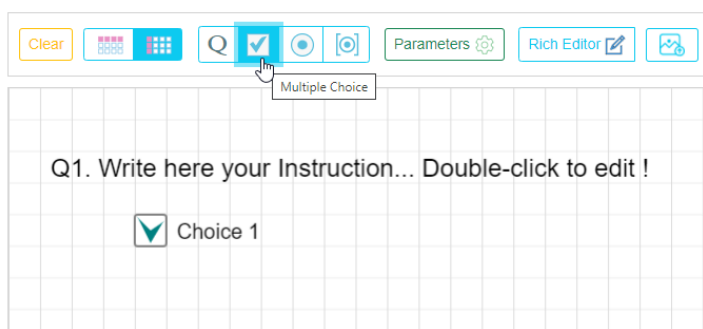 Clear Q Parameters Rich Editor
Multiple Choice
Q1. Write here your Instruction... Double-click to edit !
Choice 1